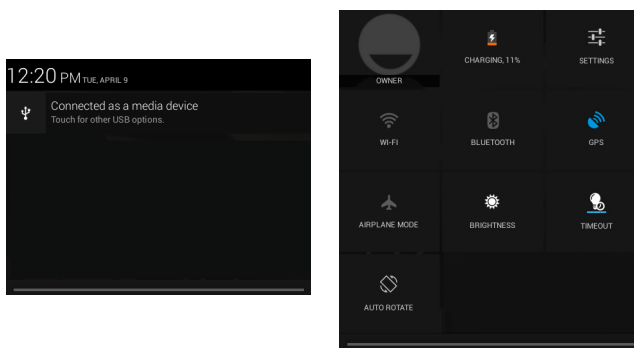 12:20 PM TUE, APRIL 9
Connected as a media device
Touch for other USB options.
OWNER
CHARGING, 11%
SETTINGS
WI-FI
BLUETOOTH
GPS
AIRPLANE MODE
BRIGHTNESS
TIMEOUT
AUTO ROTATE